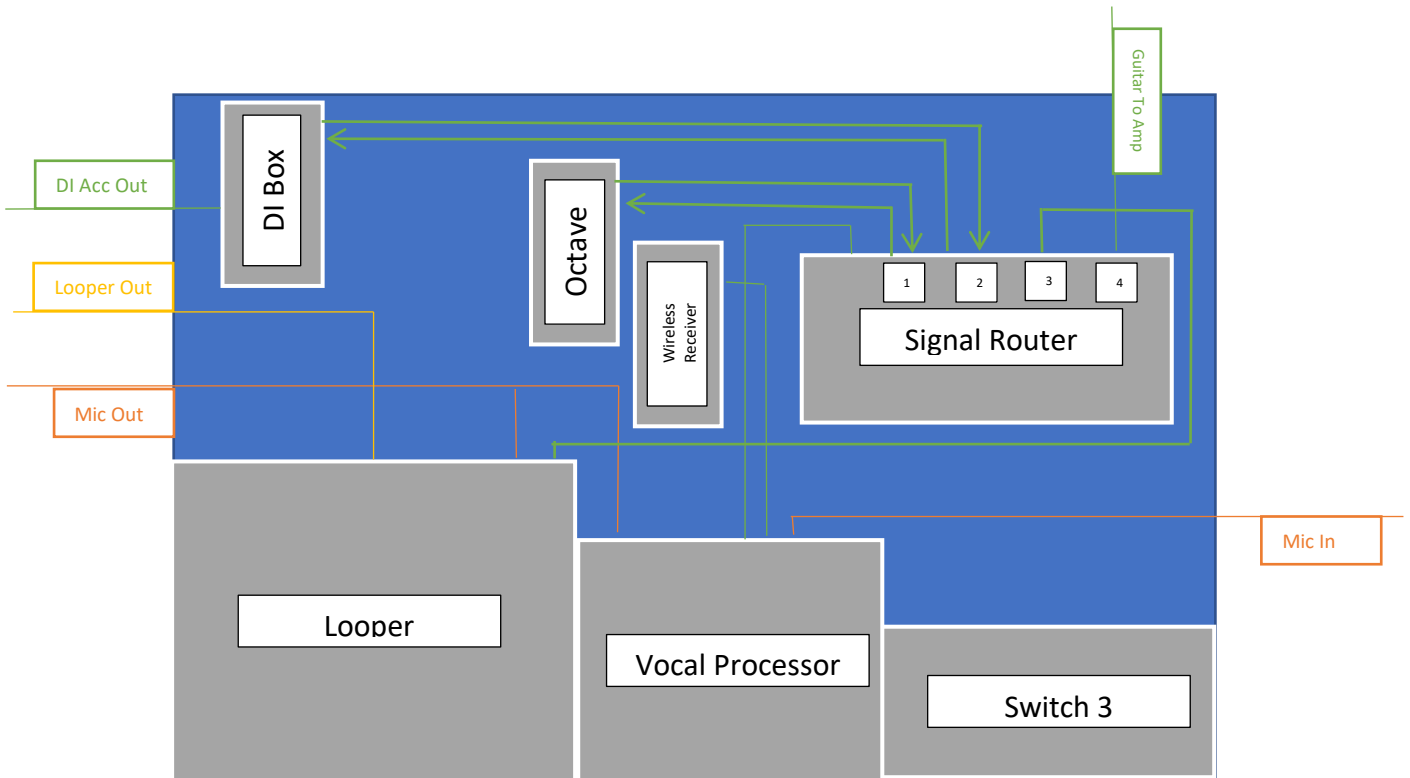 Guitar To Amp
DI Box
DI Acc Out
Octave
Wireless
Receiver
Looper Out
1
2
3
4
Signal Router
Mic Out
Mic In
Looper
Vocal Processor
Switch 3